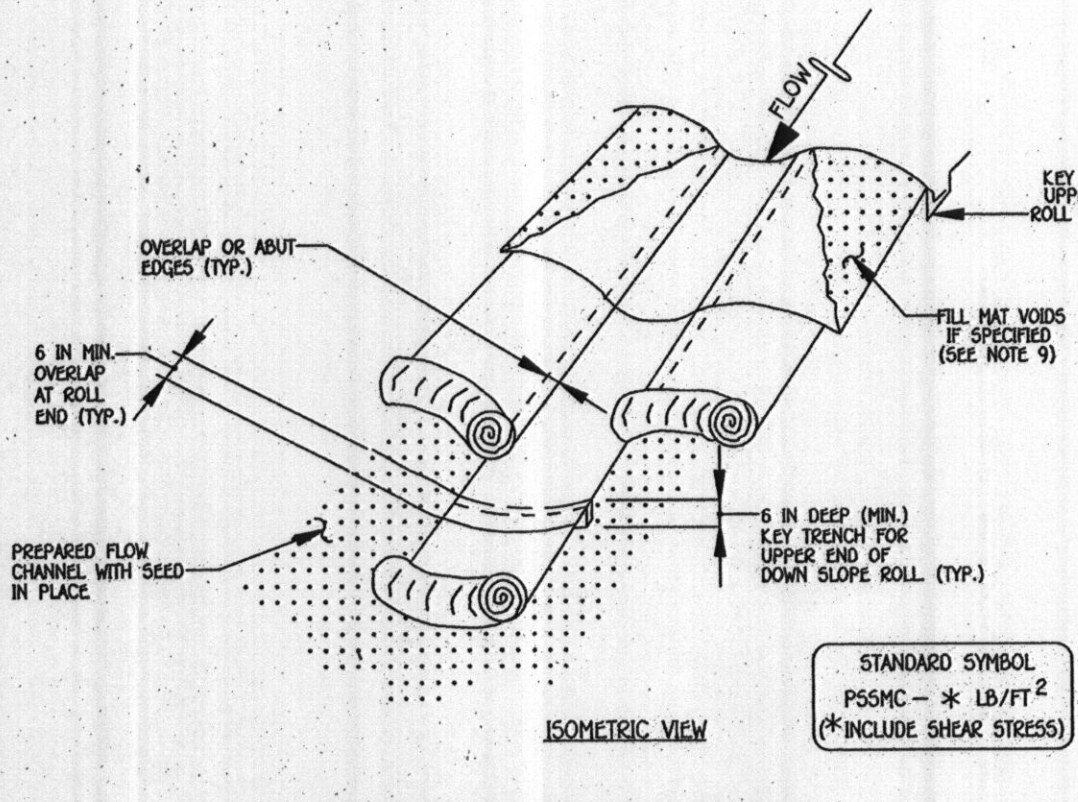 FLOW
KEY
UPP
ROLL
OVERLAP OR ABUT
EDGES (TYP.)
FILL MAT VOIDS
IF SPECIFIED
(SEE NOTE 9)
6 IN MIN.
OVERLAP
AT ROLL
END (TYP.)
6 IN DEEP (MIN.)
KEY TRENCH FOR
UPPER END OF
DOWN SLOPE ROLL (TYP.)
PREPARED FLOW
CHANNEL WITH SEED
IN PLACE
STANDARD SYMBOL
PSSMC - * LB/FT²
(*INCLUDE SHEAR STRESS)
ISOMETRIC VIEW